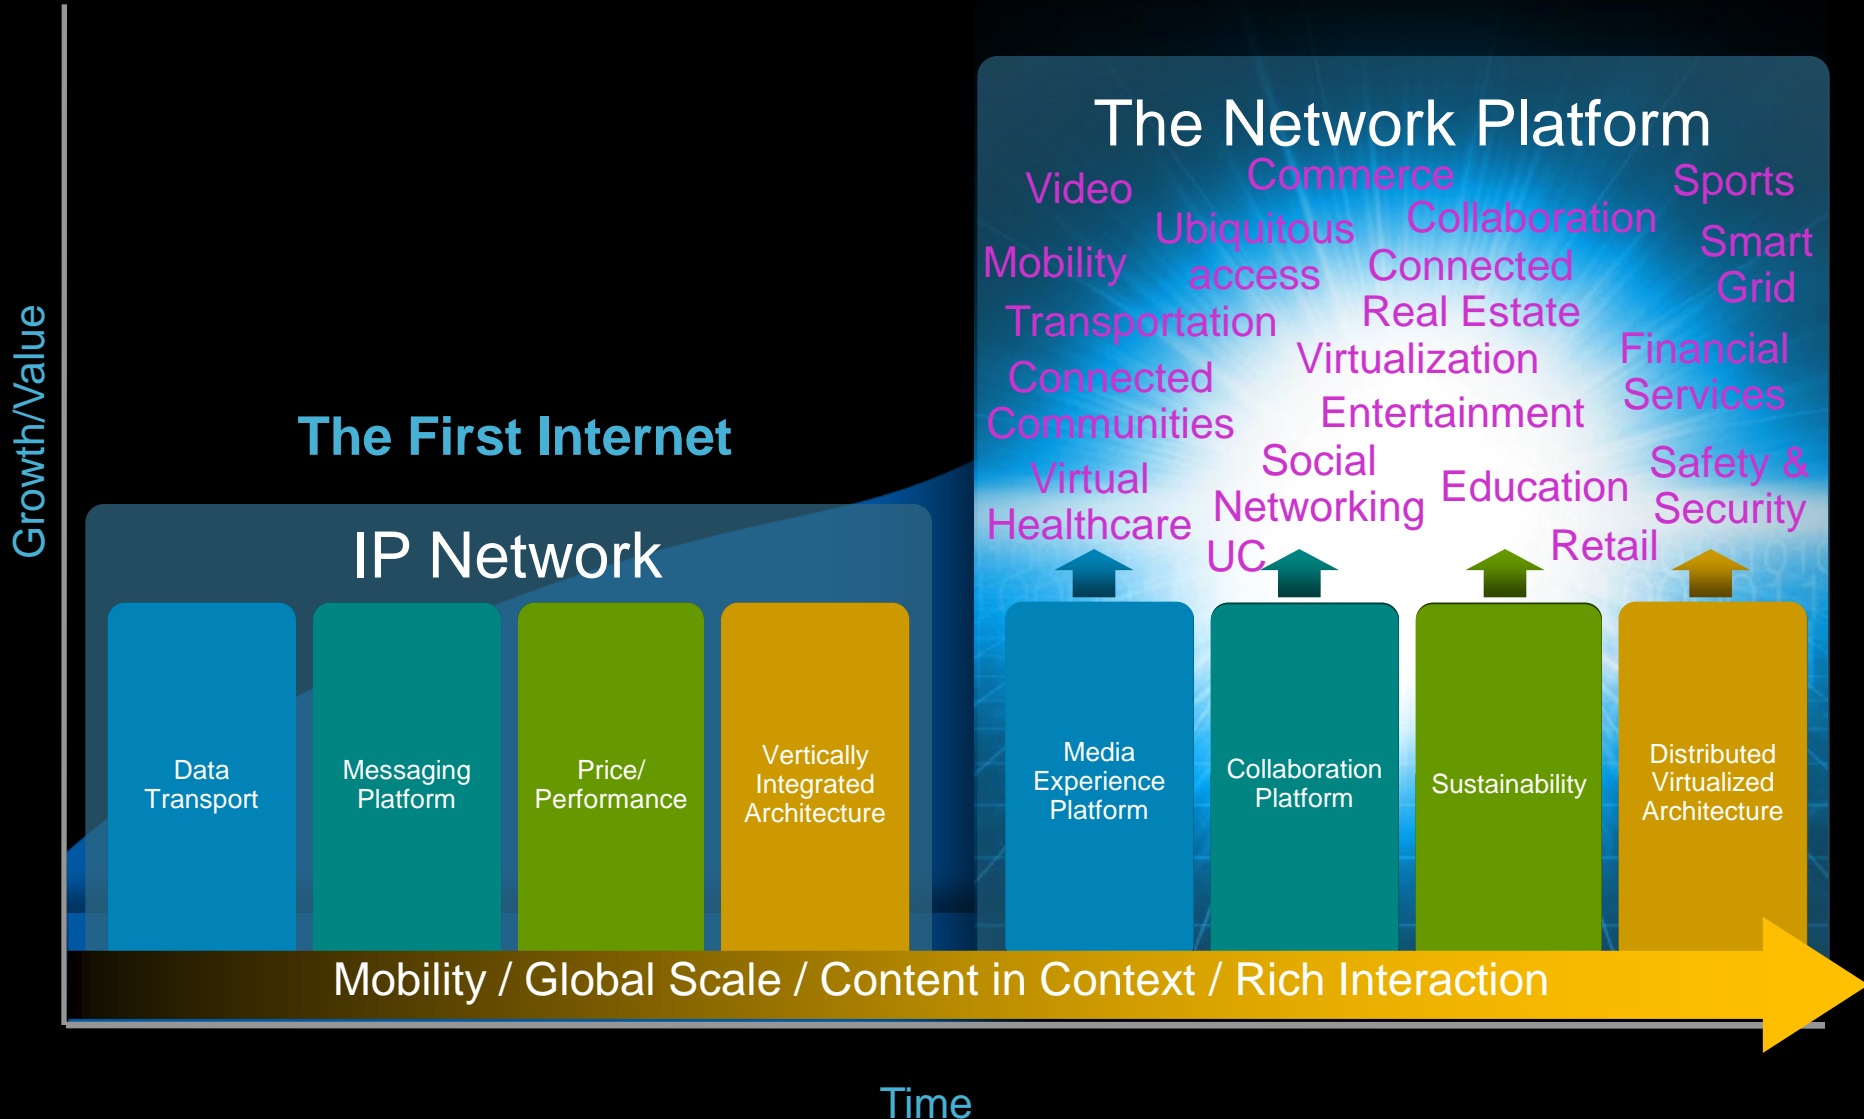 Growth/Value
The First Internet
IP Network
Data
Transport
Messaging
Platform
Price/
Performance
Vertically
Integrated
Architecture
The Network Platform
Video
Commerce
Sports
Ubiquitous
access
Collaboration
Smart
Grid
Mobility
Connected
Real Estate
Transportation
Virtualization
Financial
Services
Connected
Communities
Entertainment
Social
Networking
Safety &
Security
Virtual
Healthcare
Education
UC
Retail
Media
Experience
Platform
Collaboration
Platform
Sustainability
Distributed
Virtualized
Architecture
Mobility / Global Scale / Content in Context / Rich Interaction
Time